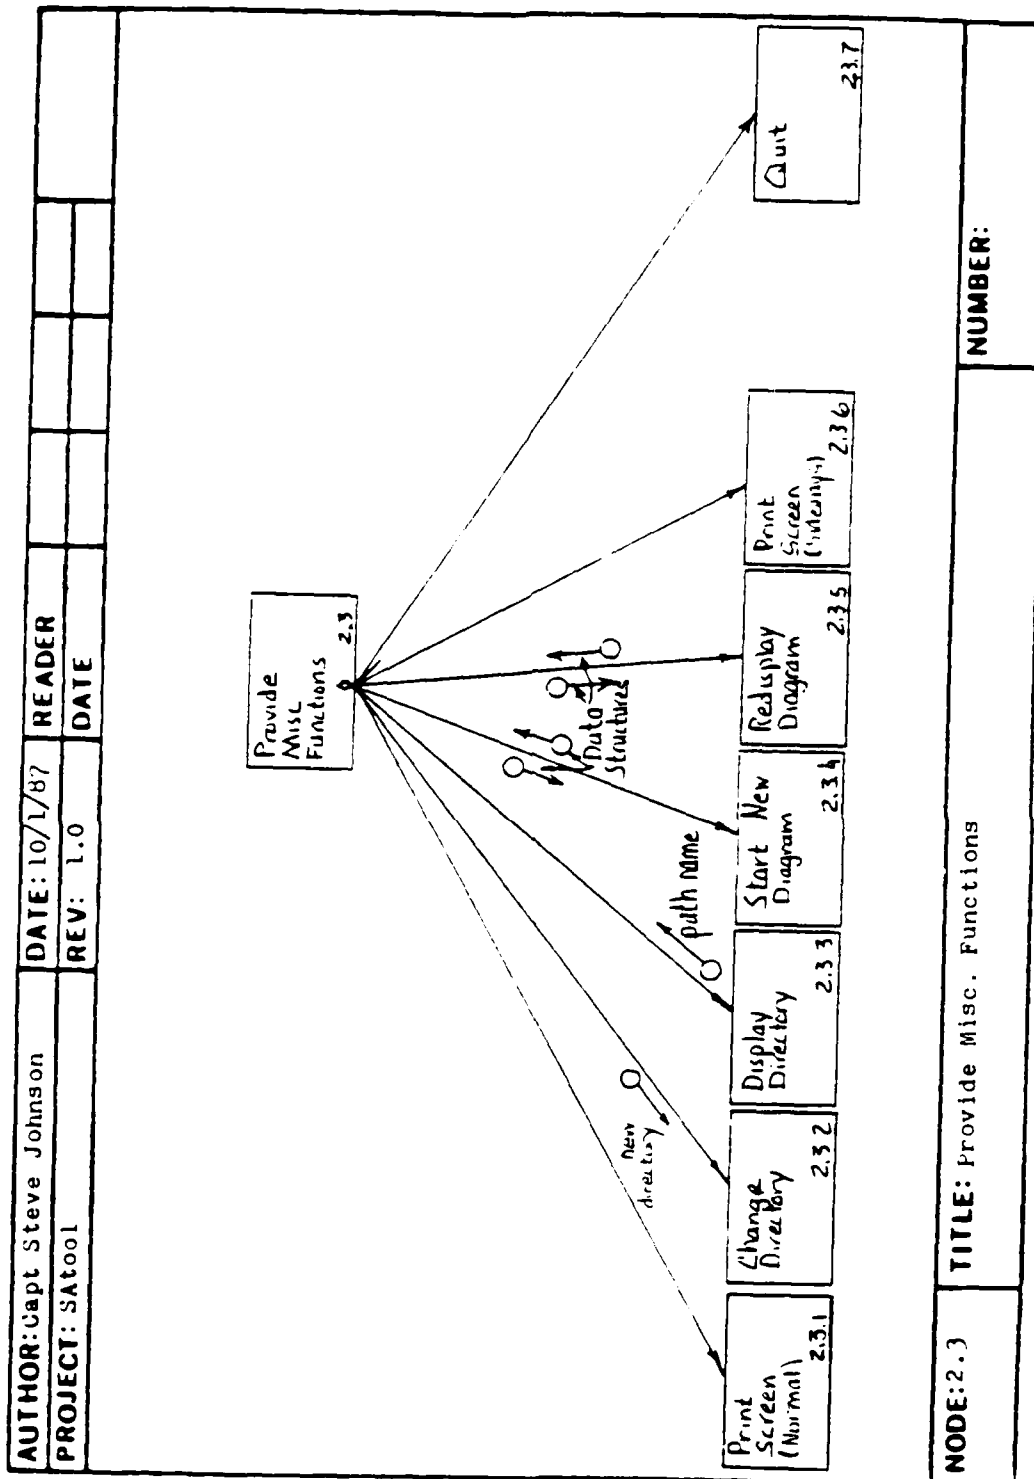 AUTHOR: Capt Steve Johnson
DATE: 10/1/87
READER
PROJECT: SAtool
REV: 1.0
DATE
Provide
Misc
Functions
2.3
new
directory
path name
Data
Structures
Print
Screen
(Normal)
2.3.1
Change
Directory
2.3 2
Display
Directory
2.3 3
Start New
Diagram
2.3 4
Redisplay
Diagram
2.3 5
Print
Screen
2.3 6
Quit
2.3.7
NODE: 2.3
TITLE: Provide Misc. Functions
NUMBER: